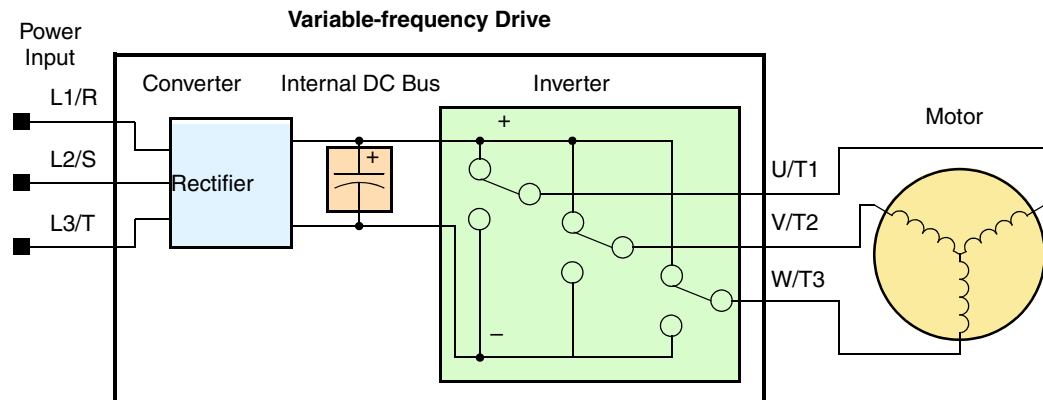 Variable-frequency Drive
Power
Input
Converter
Internal DC Bus
Inverter
Motor
L1/R
L2/S
L3/T
Rectifier
+
+
−
U/T1
V/T2
W/T3